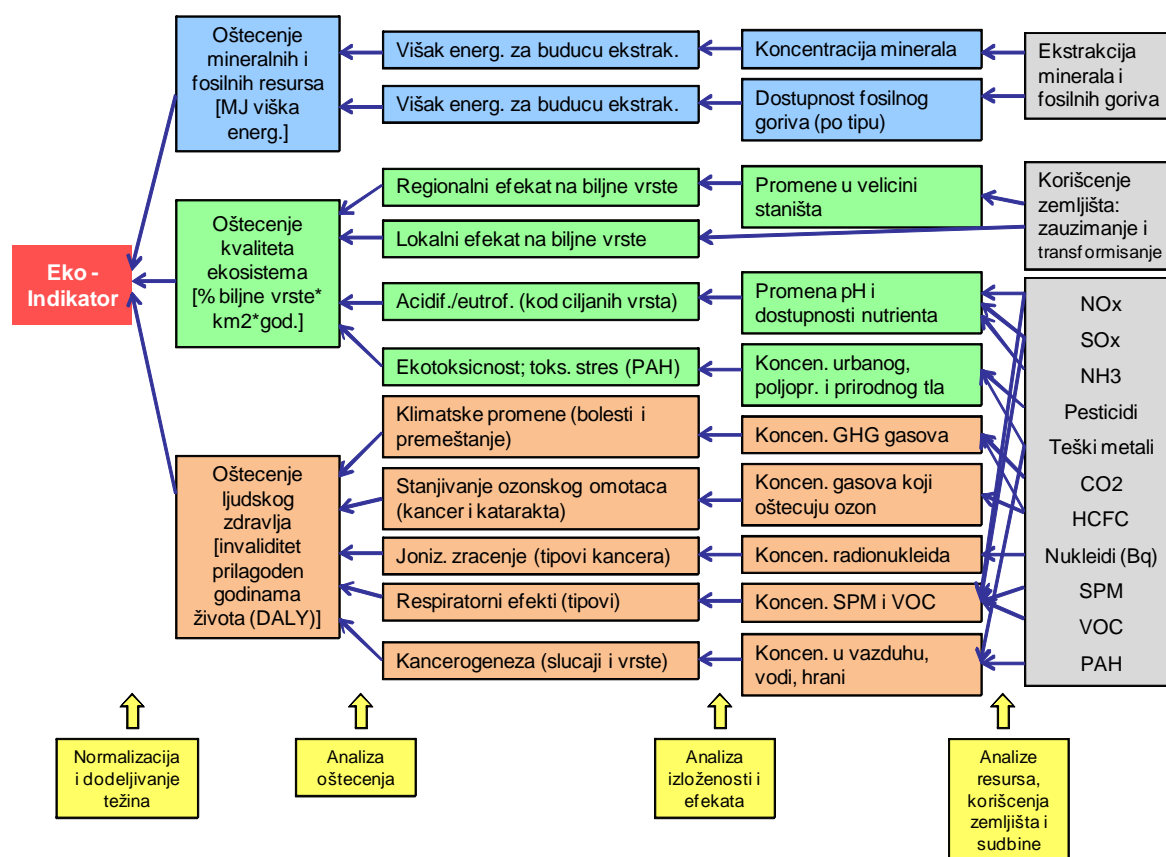 Oštecenje
mineralnih i
fosilnih resursa
[MJ viška
energ.]
Višak energ. za buducu ekstrak.
Koncentracija minerala
Ekstrakcija
minerala i
fosilnih goriva
Višak energ. za buducu ekstrak.
Dostupnost fosilnog
goriva (po tipu)
Eko -
Indikator
Oštecenje
kvaliteta
ekosistema
[% biljne vrste*
km2*god.]
Regionalni efekat na biljne vrste
Promene u velicini
staništa
Korišcenje
zemljišta:
zauzimanje i
transformisanje
Lokalni efekat na biljne vrste
Acidif./eutrof. (kod ciljanih vrsta)
Promena pH i
dostupnosti nutrienta
Ekotoksicnost; toks. stres (PAH)
Koncen. urbanog,
poljopr. i prirodnog tla
Oštecenje
ljudskog
zdravlja
[invaliditet
prilagoden
godinama
života (DALY)]
Klimatske promene (bolesti i
premeštanje)
Koncen. GHG gasova
Stanjivanje ozonskog omotaca
(kancer i katarakta)
Koncen. gasova koji
oštecuju ozon
Joniz. zracenje (tipovi kancera)
Koncen. radionukleida
Respiratorni efekti (tipovi)
Koncen. SPM i VOC
Kancerogeneza (slucaji i vrste)
Koncen. u vazduhu,
vodi, hrani
NOx
SOx
NH3
Pesticidi
Teški metali
CO2
HCFC
Nukleidi (Bq)
SPM
VOC
PAH
Normalizacija
i dodeljivanje
težina
Analiza
oštecenja
Analiza
izloženosti i
efekata
Analize
resursa,
korišcenja
zemljišta i
sudbine